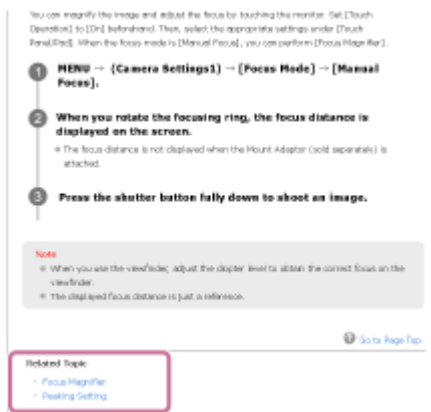 You can magnify the image and adjust the focus by touching the monitor. Set [Touch
Operation] to [On] beforehand. Then, select the appropriate settings under [Touch
Panel/Pad]. When the focus mode is [Manual Focus], you can perform [Focus Magnifier].
1 MENU → (Camera Settings1) → [Focus Mode] → [Manual
Focus].
2 When you rotate the focusing ring, the focus distance is
displayed on the screen.
The focus distance is not displayed when the Mount Adaptor (sold separately) is
attached.
3 Press the shutter button fully down to shoot an image.
Note
When you use the viewfinder, adjust the diopter level to obtain the correct focus on the
viewfinder.
The displayed focus distance is just a reference.
Go to Page Top
Related Topic
Focus Magnifier
Peaking Setting